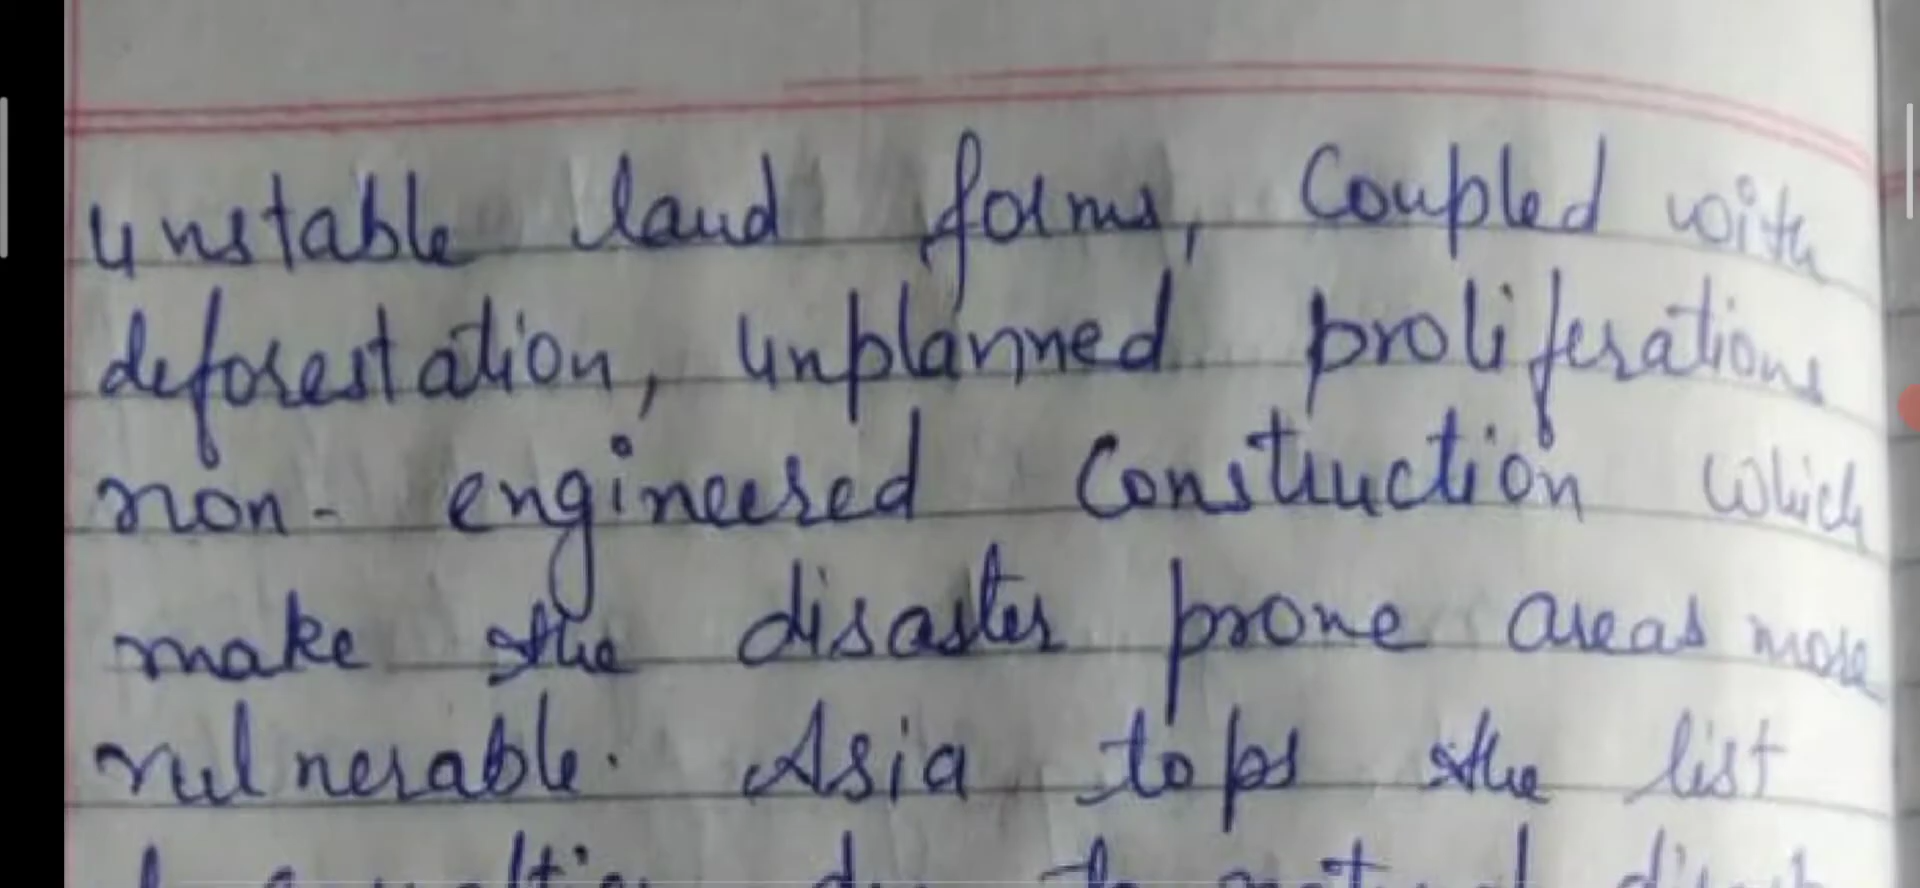 unstable land forms, Coupled with
deforestation, unplanned proliferations
non- engineered Construction which
make the disaster prone areas more
vulnerable. Asia tops the list